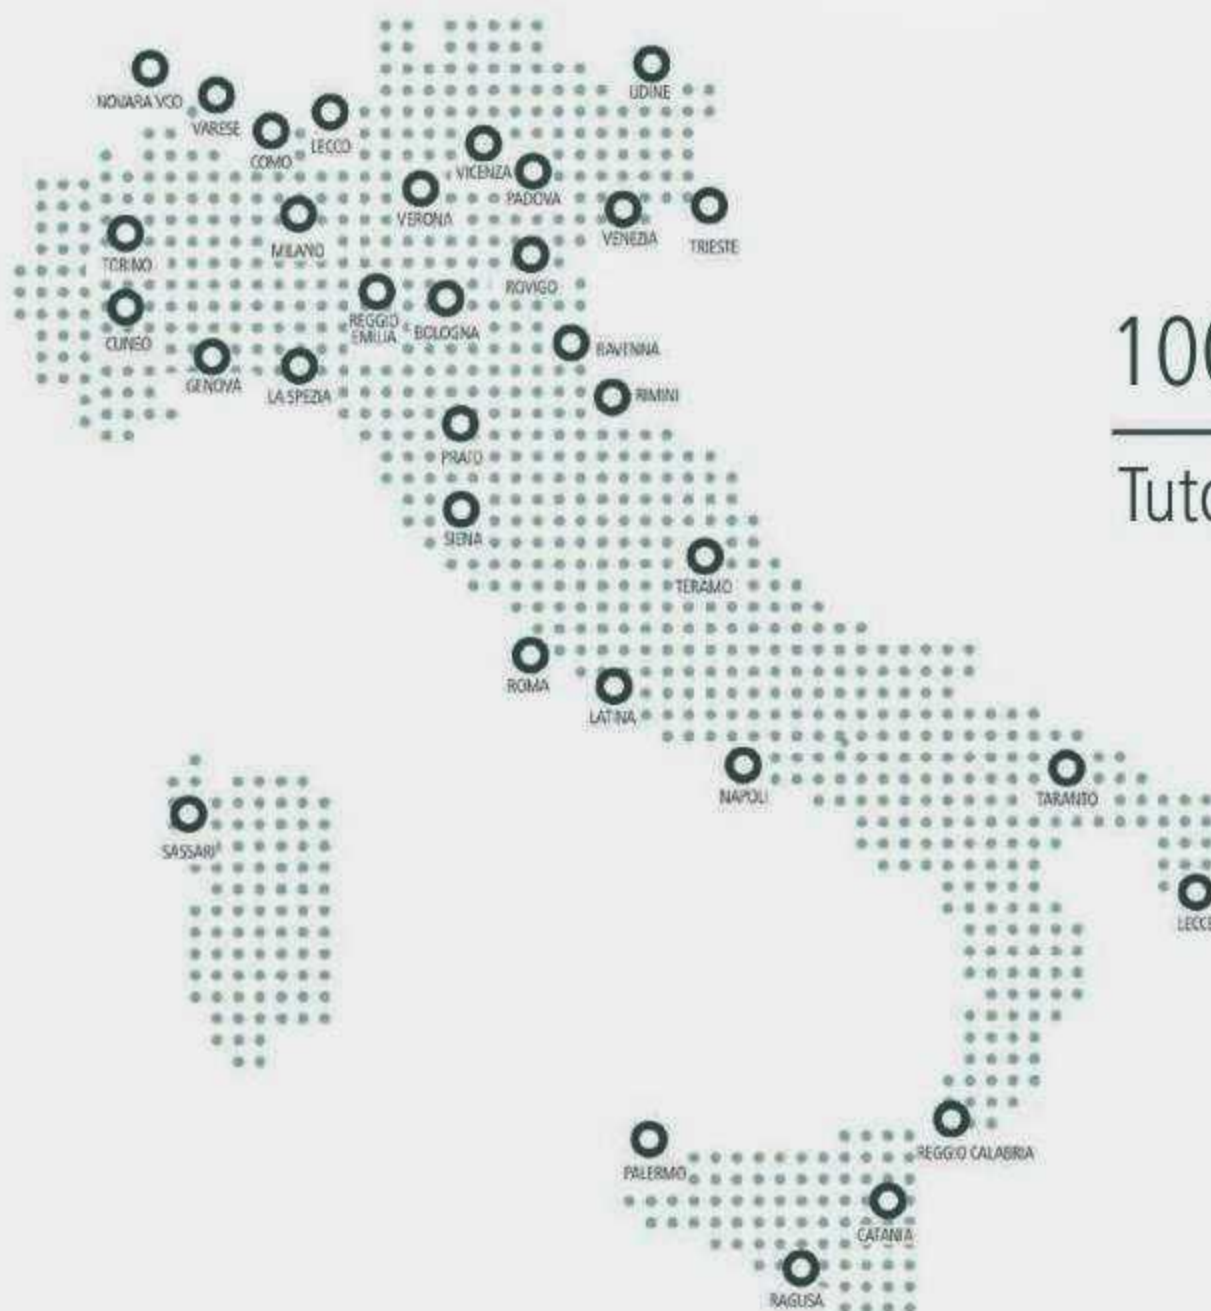 NOVARA VCO
UDINE
VARESE
LECCO
COMO
VICENZA
PADOVA
VERONA
VENEZIA
TRIESTE
MILANO
TORINO
ROVIGO
REGGIO
EMILIA
BOLOGNA
CUNEO
RAVENNA
GENOVA
LA SPEZIA
RIMINI
PRATO
SIENA
TERAMO
ROMA
LATINA
NAPOLI
TARANTO
SASSARI
LECCE
REGGIO CALABRIA
PALERMO
CATANIA
RAGUSA